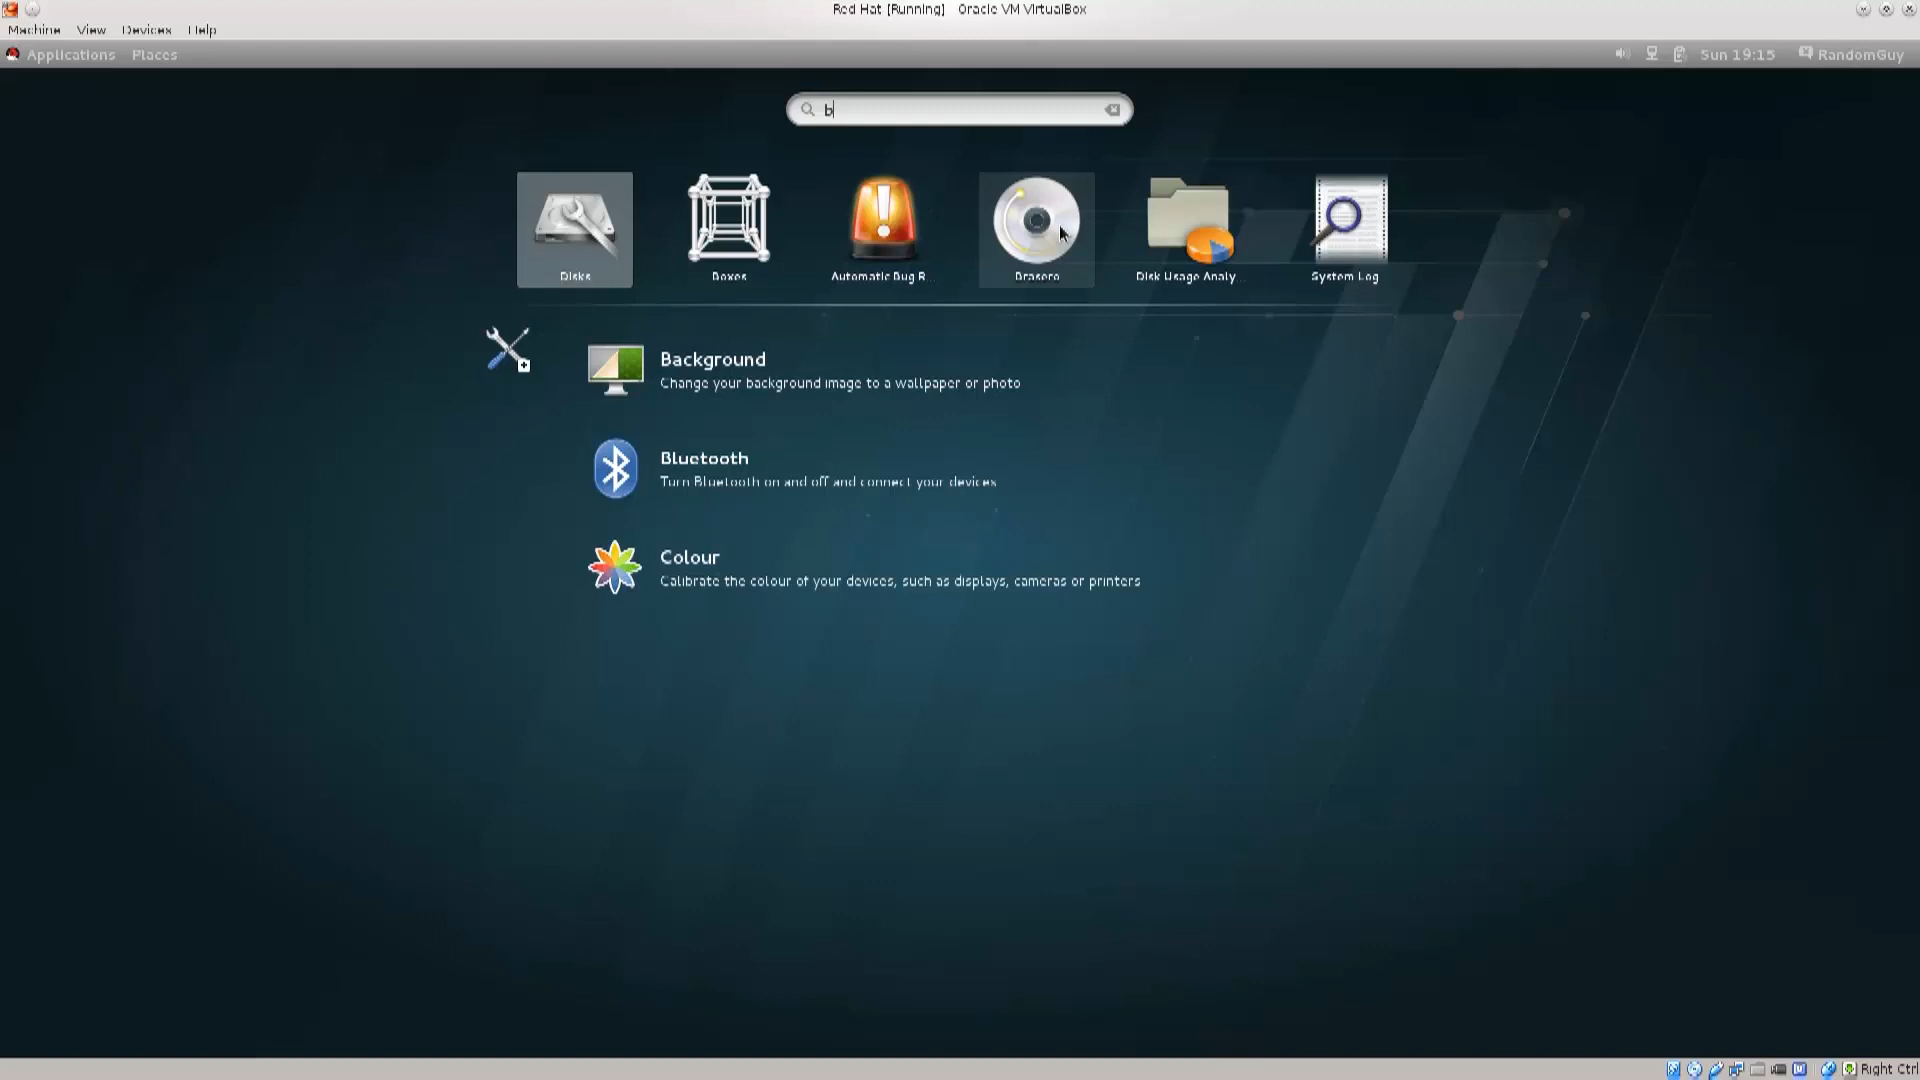 Red Hat [Running] Oracle VM VirtualBox
Machine View Devices Help
Applications Places Sun 19:15 RandomGuy
b
Disks Boxes Automatic Bug R... Brasero Disk Usage Analy... System Log
Background
Change your background image to a wallpaper or photo
Bluetooth
Turn Bluetooth on and off and connect your devices
Colour
Calibrate the colour of your devices, such as displays, cameras or printers
Right Ctrl